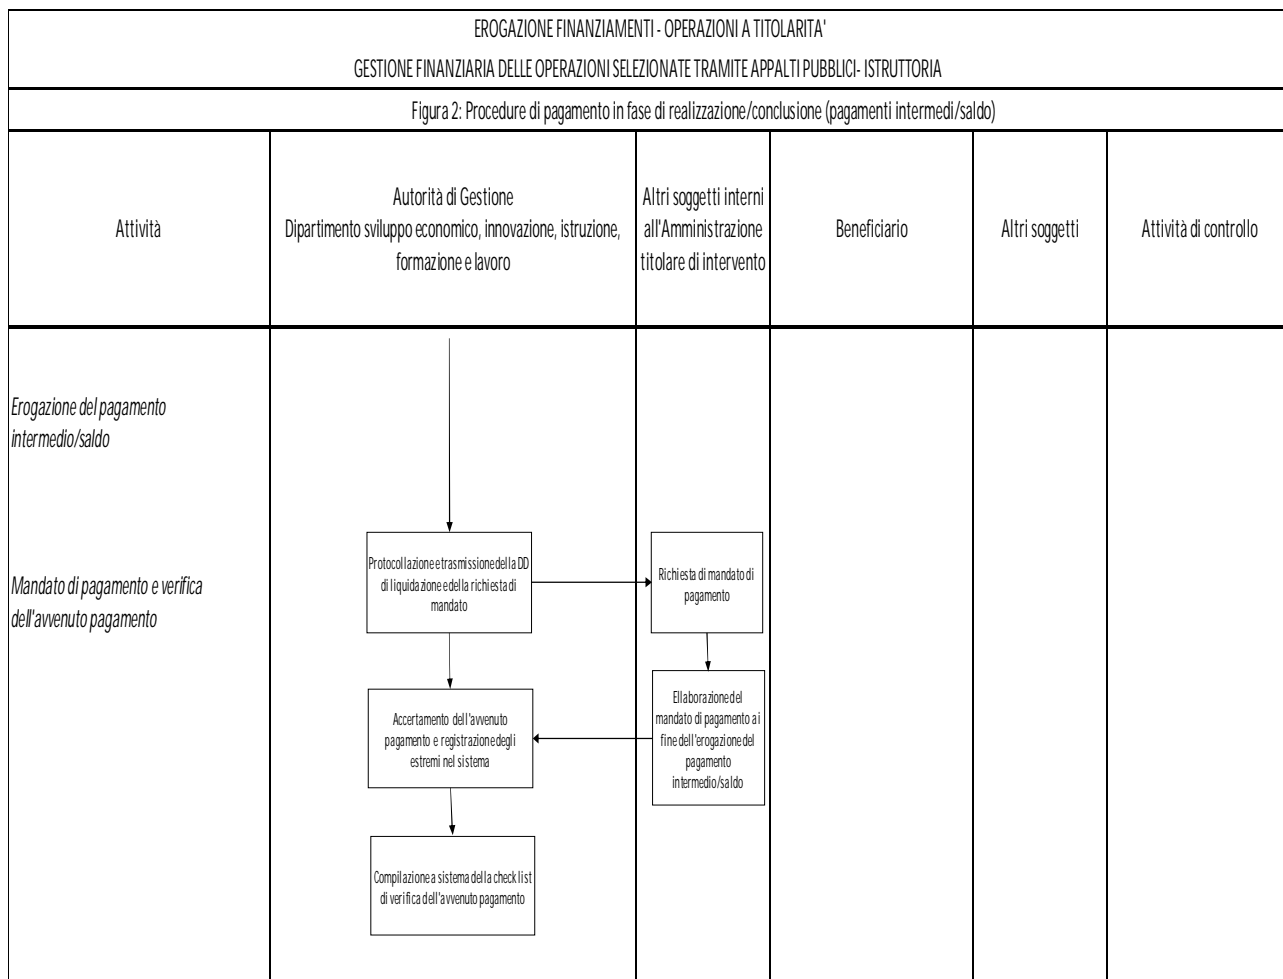 EROGAZIONE FINANZIAMENTI - OPERAZIONI A TITOLARITA'
GESTIONE FINANZIARIA DELLE OPERAZIONI SELEZIONATE TRAMITE APPALTI PUBBLICI- ISTRUTTORIA
Figura 2: Procedure di pagamento in fase di realizzazione/conclusione (pagamenti intermedi/saldo)
Attività
Autorità di Gestione
Dipartimento sviluppo economico, innovazione, istruzione,
formazione e lavoro
Altri soggetti interni
all'Amministrazione
titolare di intervento
Beneficiario
Altri soggetti
Attività di controllo
Erogazione del pagamento
intermedio/saldo
Mandato di pagamento e verifica
dell'avvenuto pagamento
Protocollazione e trasmissione della DD
di liquidazione e della richiesta di
mandato
Richiesta di mandato di
pagamento
Accertamento dell'avvenuto
pagamento e registrazione degli
estremi nel sistema
Ellaborazione del
mandato di pagamento ai
fine dell'erogazione del
pagamento
intermedio/saldo
Compilazione a sistema della check list
di verifica dell'avvenuto pagamento